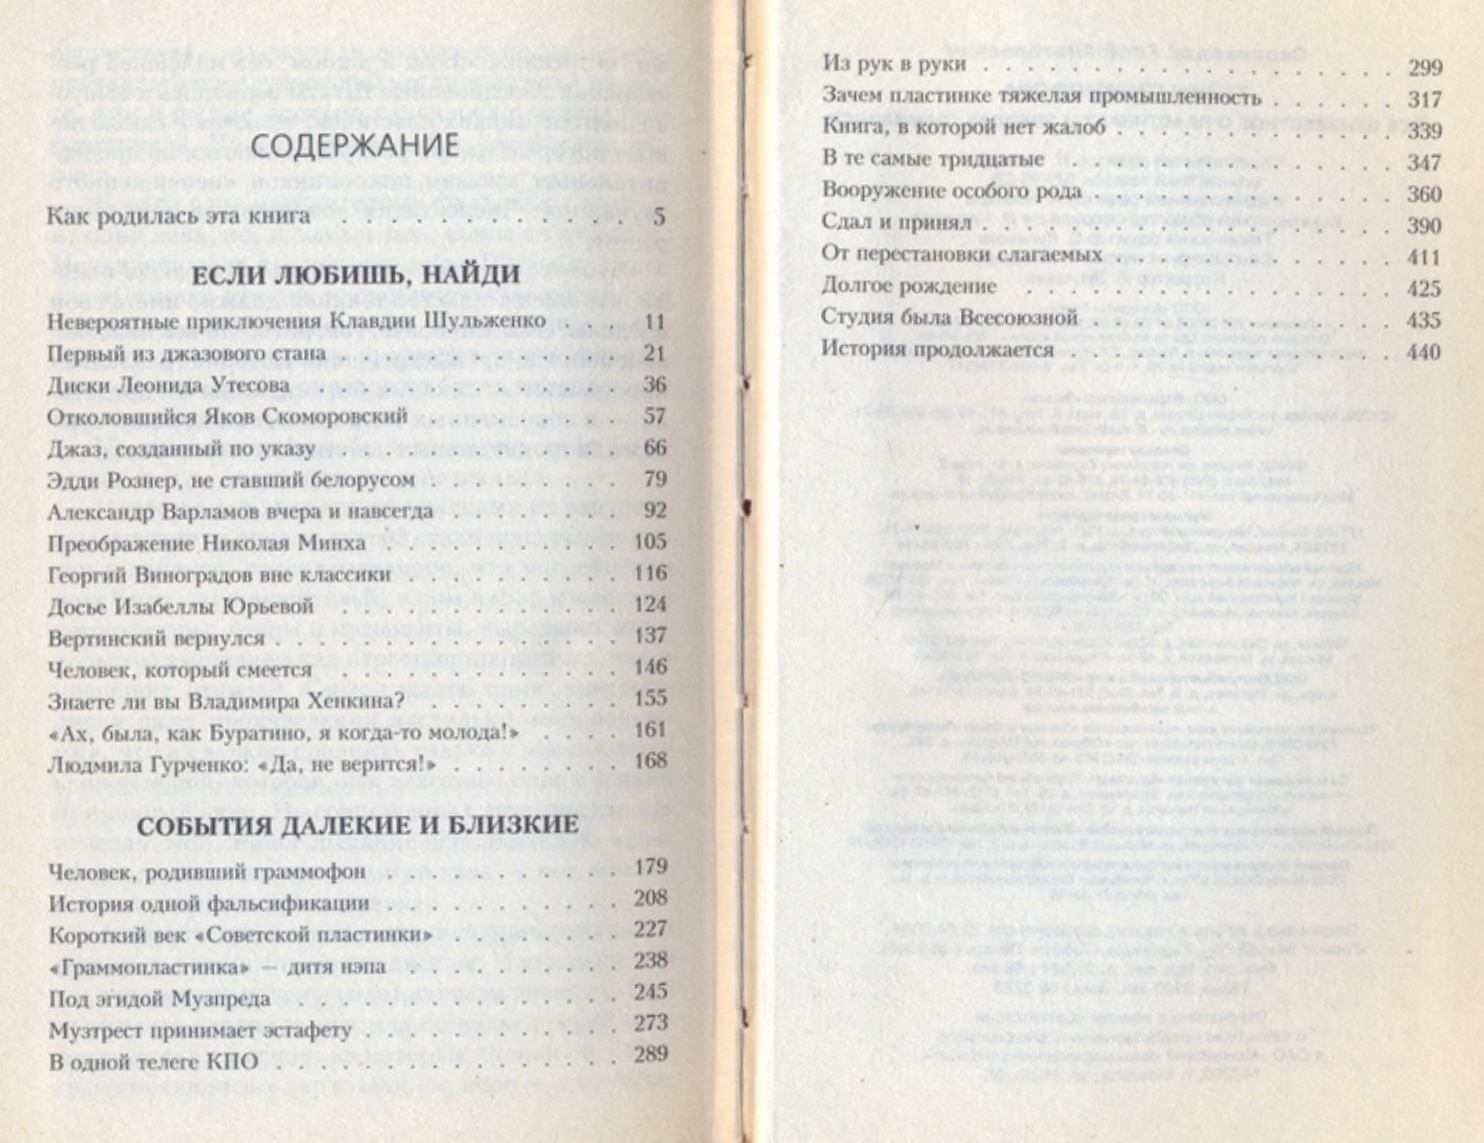 СОДЕРЖАНИЕ
Как родилась эта книга . . . . . . . . . . . 5
ЕСЛИ ЛЮБИШЬ, НАЙДИ
Невероятные приключения Клавдии Шульженко . 11
Первый из джазового стана . . . . . . . . . . 21
Диски Леонида Утесова . . . . . . . . . . . 36
Отколовшийся Яков Скоморовский . . . . . . . 57
Джаз, созданный по указу . . . . . . . . . . 66
Эдди Рознер, не ставший белорусом . . . . . . 79
Александр Варламов вчера и навсегда . . . . . . 92
Преображение Николая Минха . . . . . . . . 105
Георгий Виноградов вне классики . . . . . . . 116
Досье Изабеллы Юрьевой . . . . . . . . . . 124
Вертинский вернулся . . . . . . . . . . . . 137
Человек, который смеется . . . . . . . . . . 146
Знаете ли вы Владимира Хенкина? . . . . . . . 155
«Ах, была, как Буратино, я когда-то молода!» . . . . 161
Людмила Гурченко: «Да, не верится!» . . . . . . 168
СОБЫТИЯ ДАЛЕКИЕ И БЛИЗКИЕ
Человек, родивший граммофон . . . . . . . . 179
История одной фальсификации . . . . . . . . 208
Короткий век «Советской пластинки» . . . . . . 227
«Граммопластинка» — дитя нэпа . . . . . . . . 238
Под эгидой Музпреда . . . . . . . . . . . 245
Музтрест принимает эстафету . . . . . . . . . 273
В одной телеге КПО . . . . . . . . . . . . 289
Из рук в руки . . . . . . . . . . . . . . 299
Зачем пластинке тяжелая промышленность . . . . 317
Книга, в которой нет жалоб . . . . . . . . . 339
В те самые тридцатые . . . . . . . . . . . 347
Вооружение особого рода . . . . . . . . . . 360
Сдал и принял . . . . . . . . . . . . . . 390
От перестановки слагаемых . . . . . . . . . 411
Долгое рождение . . . . . . . . . . . . 425
Студия была Всесоюзной . . . . . . . . . . 435
История продолжается . . . . . . . . . . . 440